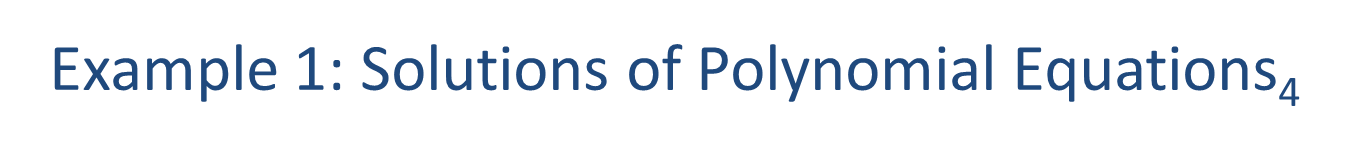 Example 1: Solutions of Polynomial Equations₄